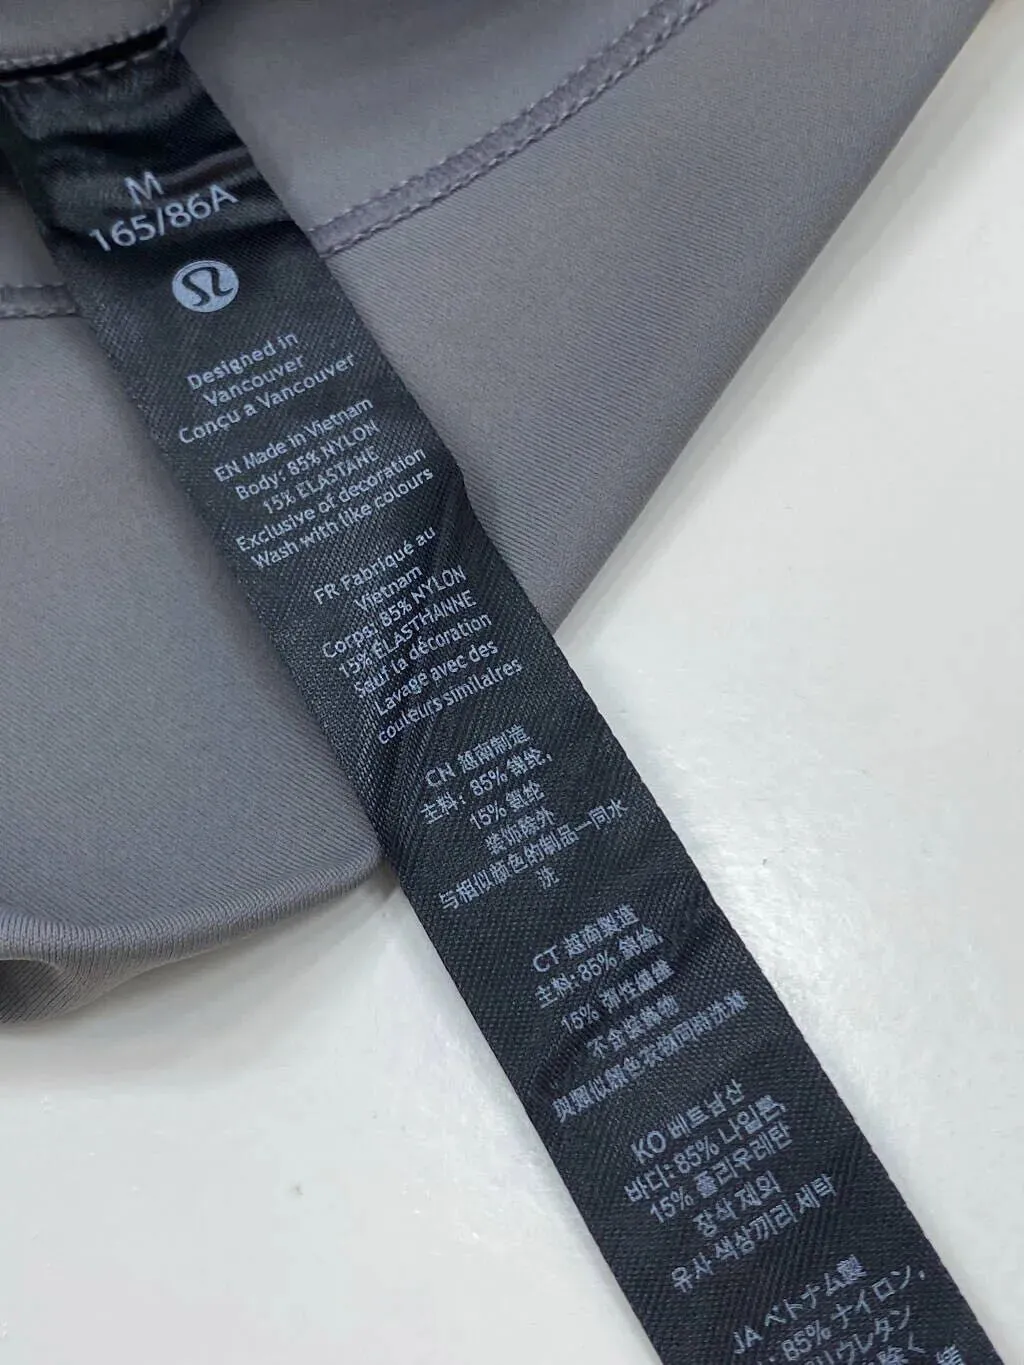 M
165/86A
Designed in
Vancouver
Conçu a Vancouver
EN Made in Vietnam
Body: 85% NYLON
15% ELASTANE
Exclusive of decoration
Wash with like colours
FR Fabriqué au
Vietnam
Corps: 85% NYLON
15% ELASTHANNE
Sauf la décoration
Lavage avec des
couleurs similaires
CN 越南制造
主料: 85% 锦纶,
15% 氨纶
装饰除外
与相似颜色的制品一同水
洗
CT 越南製造
主料: 85% 錦綸,
15% 彈性纖維
不含裝飾物
與類似顏色衣物同時洗滌
KO 베트남산
바디: 85% 나일론,
15% 폴리우레탄
장식 제외
유사 색상끼리 세탁
JA ベトナム製
: 85% ナイロン,
ウレタン
除く